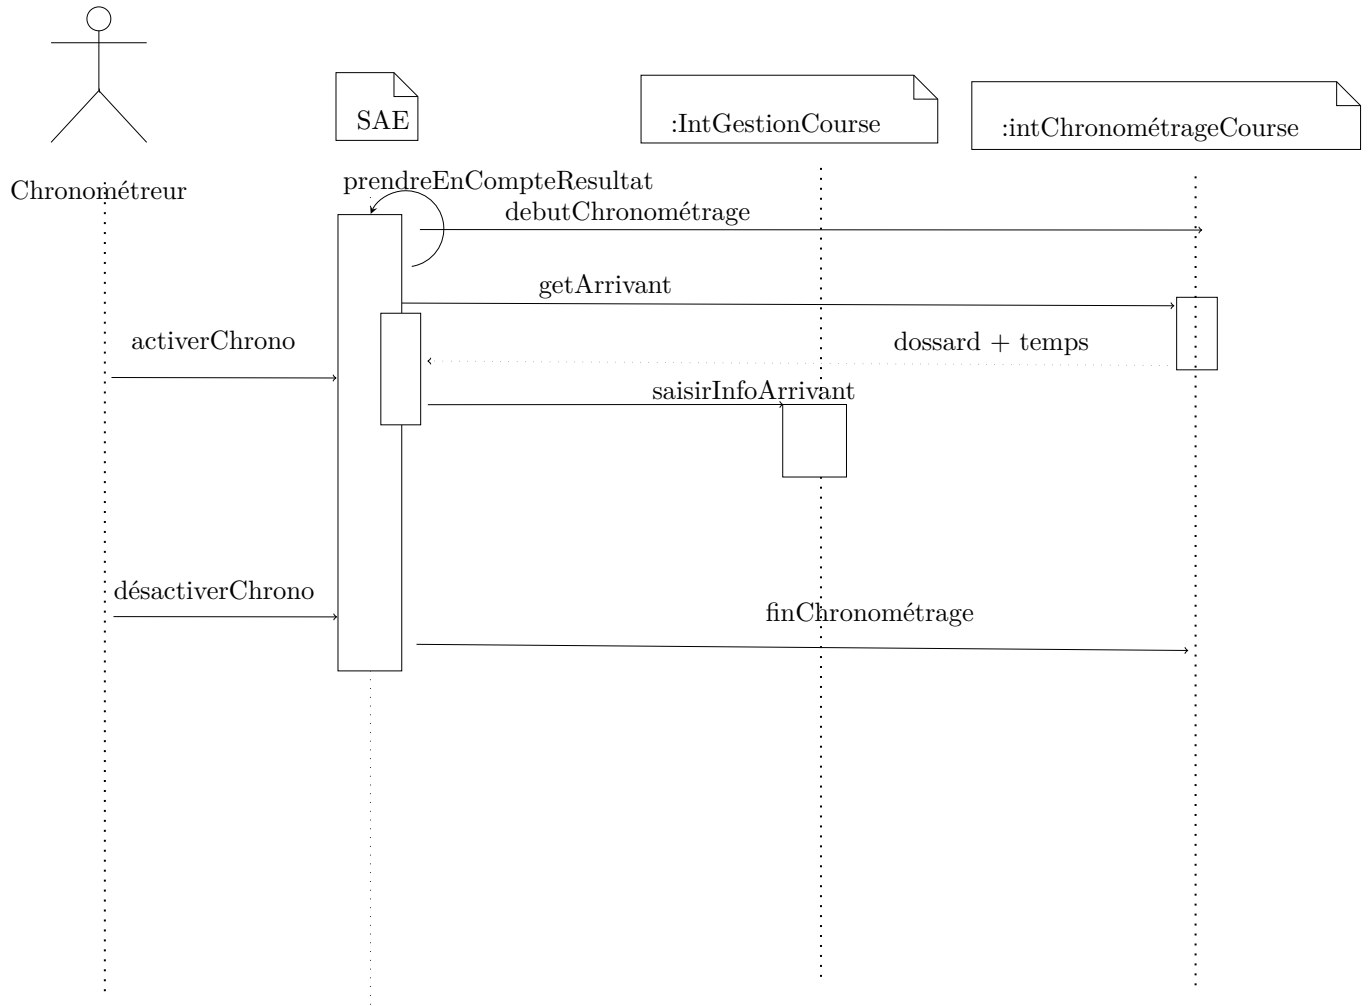 SAE
:IntGestionCourse
:intChronométrageCourse
Chronométreur
prendreEnCompteResultat
debutChronométrage
getArrivant
activerChrono
dossard + temps
saisirInfoArrivant
désactiverChrono
finChronométrage